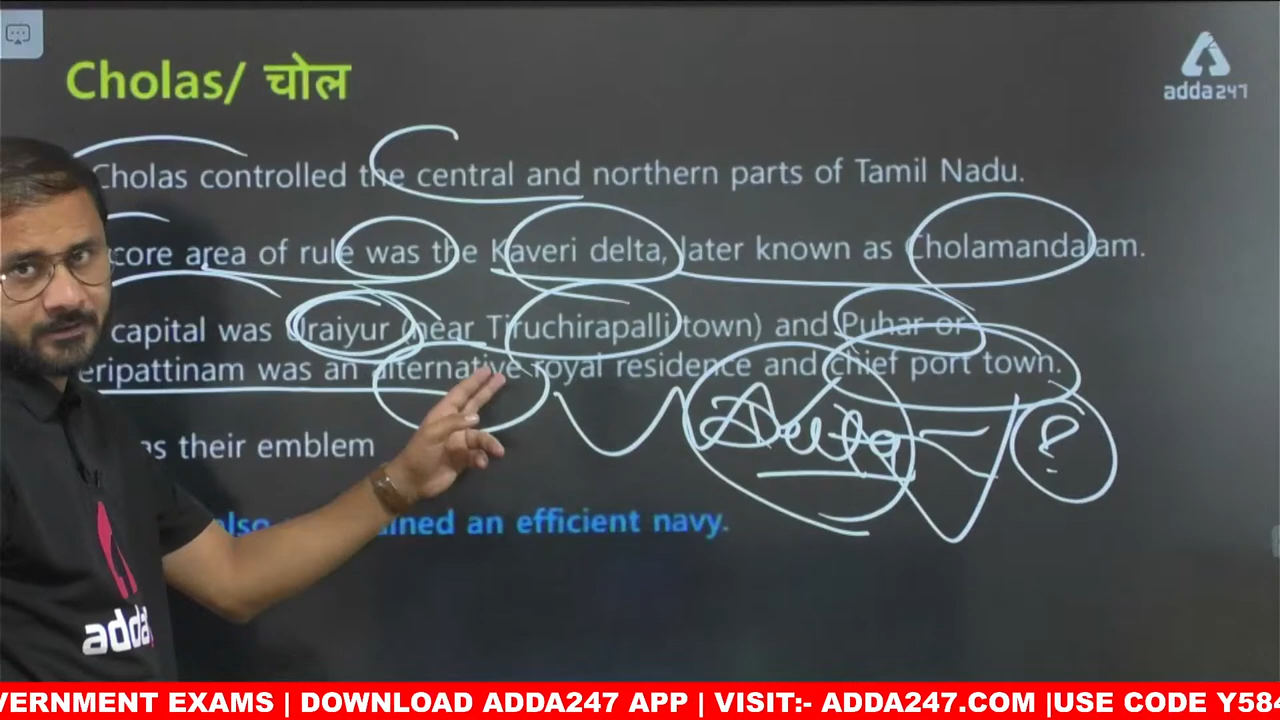 Cholas/ चोल
adda247
Cholas controlled the central and northern parts of Tamil Nadu.
core area of rule was the Kaveri delta, later known as Cholamandalam.
capital was Uraiyur (near Tiruchirapalli town) and Puhar or
eripattinam was an alternative royal residence and chief port town.
as their emblem
?
also ined an efficient navy.
adda
VERNMENT EXAMS | DOWNLOAD ADDA247 APP | VISIT:- ADDA247.COM |USE CODE Y584